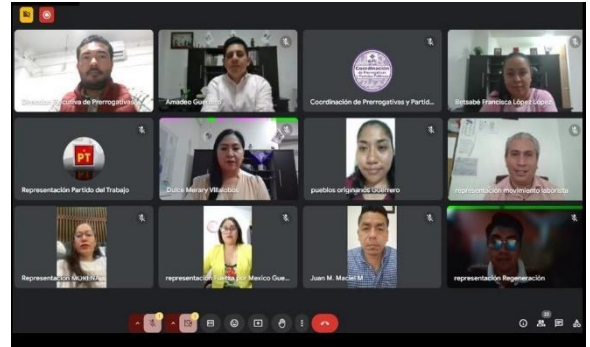 Dirección Ejecutiva de Prerrogativas
Amadeo Guerrero
Coordinación
Coordinación de Prerrogativas y Partid...
Betsabé Francisca López López
PT
Representación Partido del Trabajo
Dulce Merary Villalobos
pueblos originarios Guerrero
representación movimiento laborista
Representación MORENA
representación Fuerza por Mexico Gue...
Juan M. Maciel M
representación Regeneración